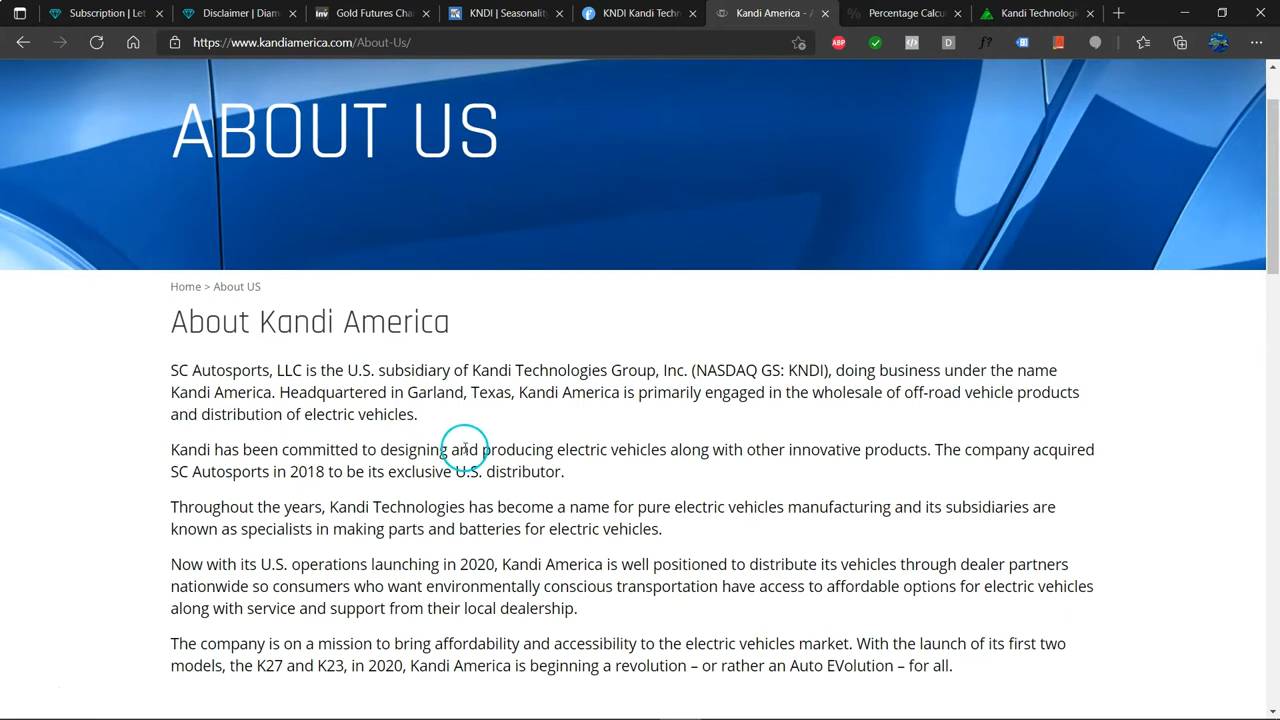 Subscription | Let
Disclaimer | Diam
Gold Futures Cha
KNDI | Seasonality
KNDI Kandi Techn
Kandi America - A
Percentage Calcu
Kandi Technologi
https://www.kandiamerica.com/About-Us/
ABOUT US
Home > About US
About Kandi America
SC Autosports, LLC is the U.S. subsidiary of Kandi Technologies Group, Inc. (NASDAQ GS: KNDI), doing business under the name
Kandi America. Headquartered in Garland, Texas, Kandi America is primarily engaged in the wholesale of off-road vehicle products
and distribution of electric vehicles.
Kandi has been committed to designing and producing electric vehicles along with other innovative products. The company acquired
SC Autosports in 2018 to be its exclusive U.S. distributor.
Throughout the years, Kandi Technologies has become a name for pure electric vehicles manufacturing and its subsidiaries are
known as specialists in making parts and batteries for electric vehicles.
Now with its U.S. operations launching in 2020, Kandi America is well positioned to distribute its vehicles through dealer partners
nationwide so consumers who want environmentally conscious transportation have access to affordable options for electric vehicles
along with service and support from their local dealership.
The company is on a mission to bring affordability and accessibility to the electric vehicles market. With the launch of its first two
models, the K27 and K23, in 2020, Kandi America is beginning a revolution – or rather an Auto EVolution – for all.